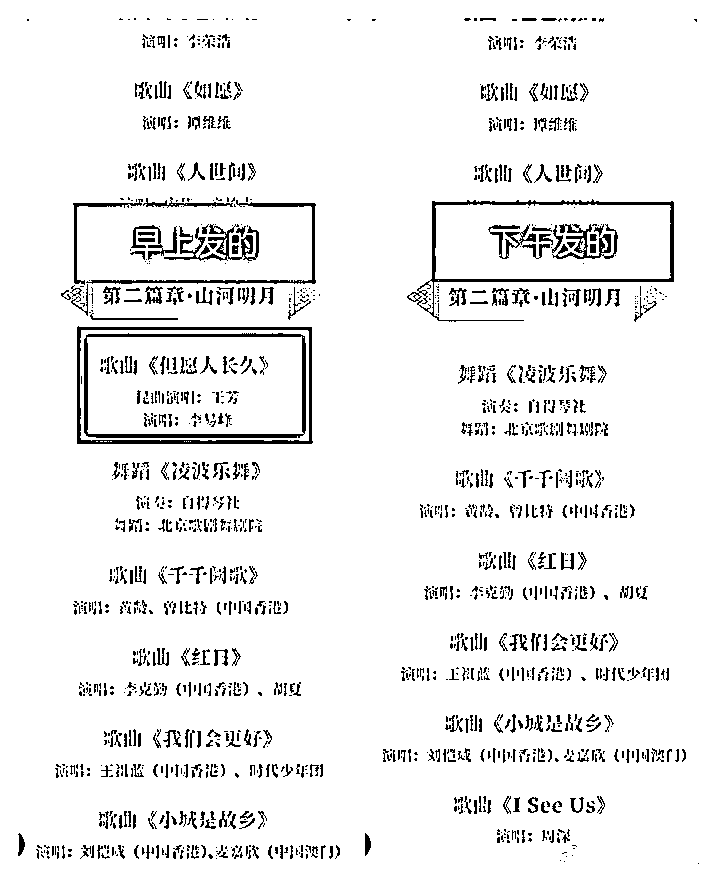 演唱：李荣浩
歌曲《如愿》
演唱：谭维维
歌曲《人世间》
早上发的
第二篇章·山河明月
歌曲《但愿人长久》
昆曲演唱：王芳
演唱：李易峰
舞蹈《凌波乐舞》
演奏：自得琴社
舞蹈：北京歌剧舞剧院
歌曲《千千阙歌》
演唱：黄龄、曾比特（中国香港）
歌曲《红日》
演唱：李克勤（中国香港）、胡夏
歌曲《我们会更好》
演唱：王祖蓝（中国香港）、时代少年团
歌曲《小城是故乡》
演唱：刘恺威（中国香港）、麦嘉欣（中国澳门）
演唱：李荣浩
歌曲《如愿》
演唱：谭维维
歌曲《人世间》
下午发的
第二篇章·山河明月
舞蹈《凌波乐舞》
演奏：自得琴社
舞蹈：北京歌剧舞剧院
歌曲《千千阙歌》
演唱：黄龄、曾比特（中国香港）
歌曲《红日》
演唱：李克勤（中国香港）、胡夏
歌曲《我们会更好》
演唱：王祖蓝（中国香港）、时代少年团
歌曲《小城是故乡》
演唱：刘恺威（中国香港）、麦嘉欣（中国澳门）
歌曲《I See Us》
演唱：周深